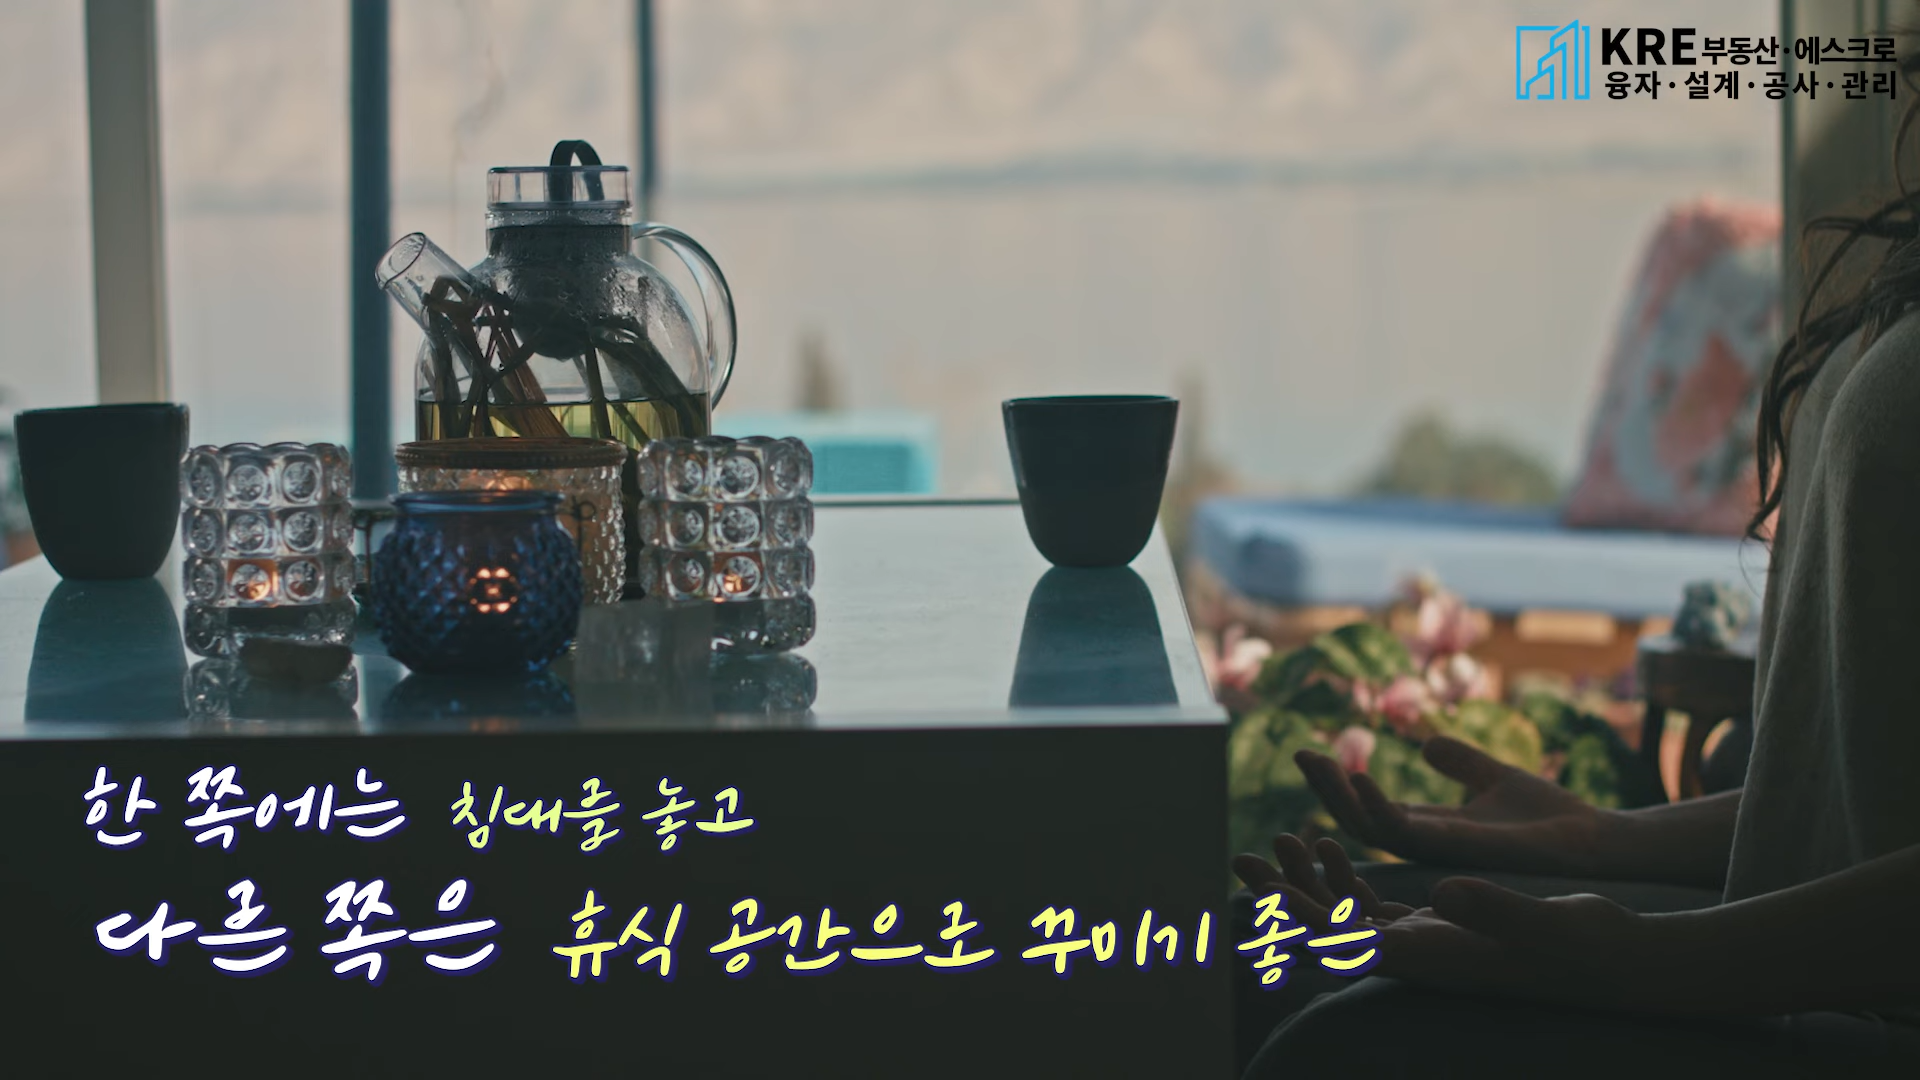 KRE 부동산·에스크로
융자·설계·공사·관리
한 쪽에는 침대를 놓고
다른 쪽은 휴식 공간으로 꾸미기 좋은